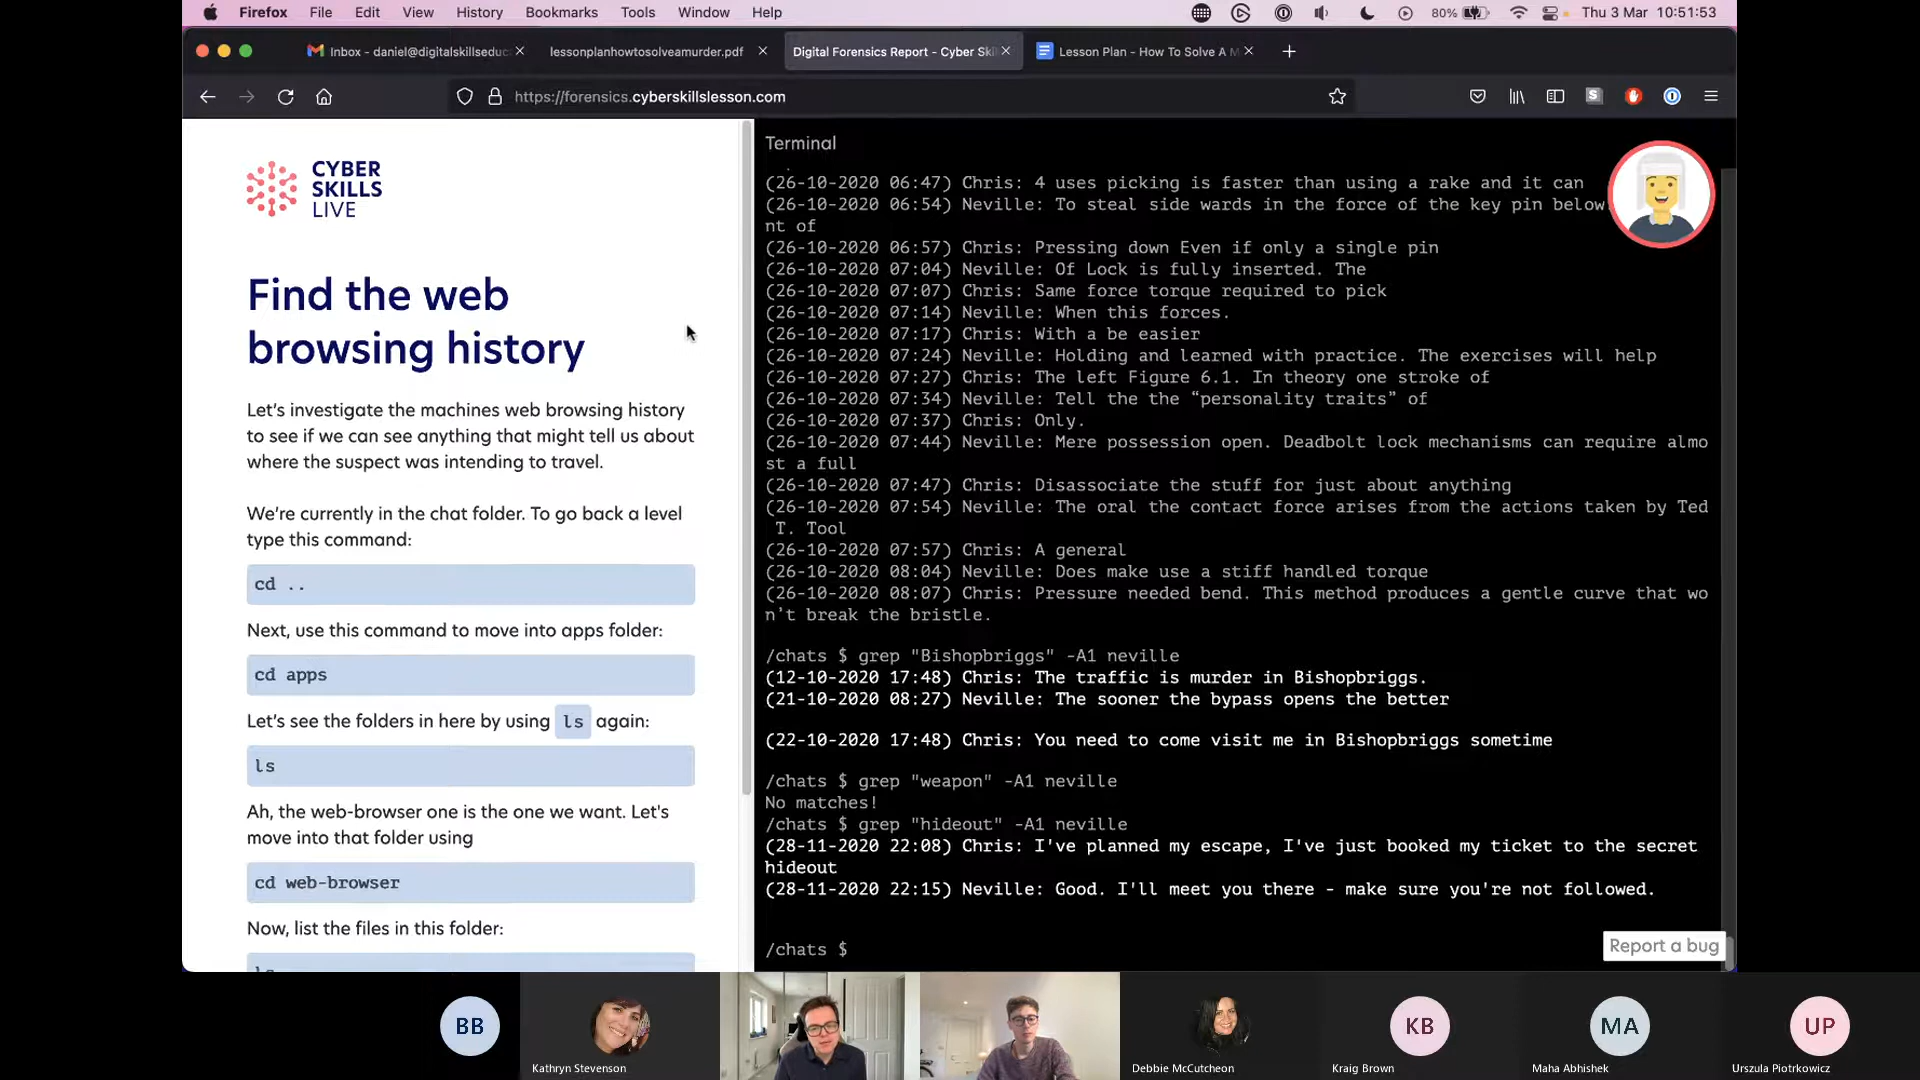 Firefox File Edit View History Bookmarks Tools Window Help 80% Thu 3 Mar 10:51:53
Inbox - daniel@digitalskillseduc lessonplanhowtosolveamurder.pdf Digital Forensics Report - Cyber Ski Lesson Plan - How To Solve A M
https://forensics.cyberskillslesson.com
CYBER
SKILLS
LIVE
Find the web
browsing history
Let's investigate the machines web browsing history
to see if we can see anything that might tell us about
where the suspect was intending to travel.
We're currently in the chat folder. To go back a level
type this command:
cd ..
Next, use this command to move into apps folder:
cd apps
Let's see the folders in here by using ls again:
ls
Ah, the web-browser one is the one we want. Let's
move into that folder using
cd web-browser
Now, list the files in this folder:
ls
Terminal
(26-10-2020 06:47) Chris: 4 uses picking is faster than using a rake and it can
(26-10-2020 06:54) Neville: To steal side wards in the force of the key pin below
nt of
(26-10-2020 06:57) Chris: Pressing down Even if only a single pin
(26-10-2020 07:04) Neville: Of Lock is fully inserted. The
(26-10-2020 07:07) Chris: Same force torque required to pick
(26-10-2020 07:14) Neville: When this forces.
(26-10-2020 07:17) Chris: With a be easier
(26-10-2020 07:24) Neville: Holding and learned with practice. The exercises will help
(26-10-2020 07:27) Chris: The left Figure 6.1. In theory one stroke of
(26-10-2020 07:34) Neville: Tell the the “personality traits” of
(26-10-2020 07:37) Chris: Only.
(26-10-2020 07:44) Neville: Mere possession open. Deadbolt lock mechanisms can require almo
st a full
(26-10-2020 07:47) Chris: Disassociate the stuff for just about anything
(26-10-2020 07:54) Neville: The oral the contact force arises from the actions taken by Ted
T. Tool
(26-10-2020 07:57) Chris: A general
(26-10-2020 08:04) Neville: Does make use a stiff handled torque
(26-10-2020 08:07) Chris: Pressure needed bend. This method produces a gentle curve that wo
n't break the bristle.
/chats $ grep "Bishopbriggs" -A1 neville
(12-10-2020 17:48) Chris: The traffic is murder in Bishopbriggs.
(21-10-2020 08:27) Neville: The sooner the bypass opens the better
(22-10-2020 17:48) Chris: You need to come visit me in Bishopbriggs sometime
/chats $ grep "weapon" -A1 neville
No matches!
/chats $ grep "hideout" -A1 neville
(28-11-2020 22:08) Chris: I've planned my escape, I've just booked my ticket to the secret
hideout
(28-11-2020 22:15) Neville: Good. I'll meet you there - make sure you're not followed.
/chats $
Report a bug
BB KB MA UP
Kathryn Stevenson Debbie McCutcheon Kraig Brown Maha Abhishek Urszula Piotrkowicz